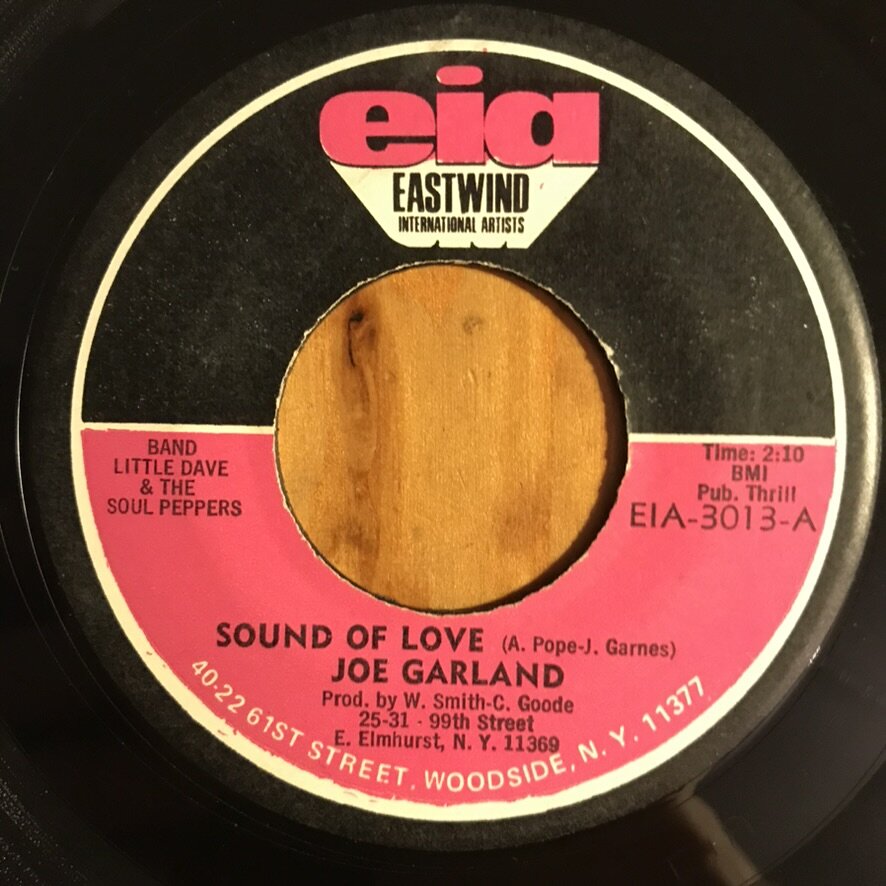 eia
EASTWIND
INTERNATIONAL ARTISTS
BAND
LITTLE DAVE
& THE
SOUL PEPPERS
Time: 2:10
BMI
Pub. Thrill
EIA-3013-A
SOUND OF LOVE (A. Pope-J. Garnes)
JOE GARLAND
Prod. by W. Smith-C. Goode
25-31 - 99th Street
E. Elmhurst, N. Y. 11369
40-22 61ST STREET, WOODSIDE, N. Y. 11377